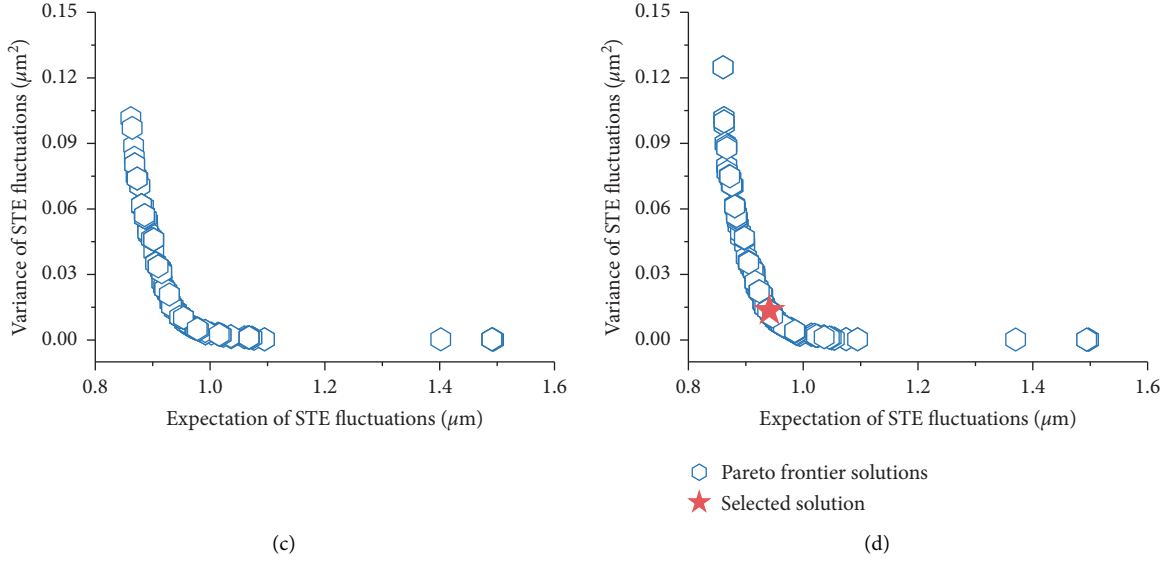 0.15
0.12
0.09
0.06
0.03
0.00
Variance of STE fluctuations (μm²)
0.8 1.0 1.2 1.4 1.6
Expectation of STE fluctuations (μm)
(c)
0.15
0.12
0.09
0.06
0.03
0.00
Variance of STE fluctuations (μm²)
0.8 1.0 1.2 1.4 1.6
Expectation of STE fluctuations (μm)
Pareto frontier solutions
Selected solution
(d)